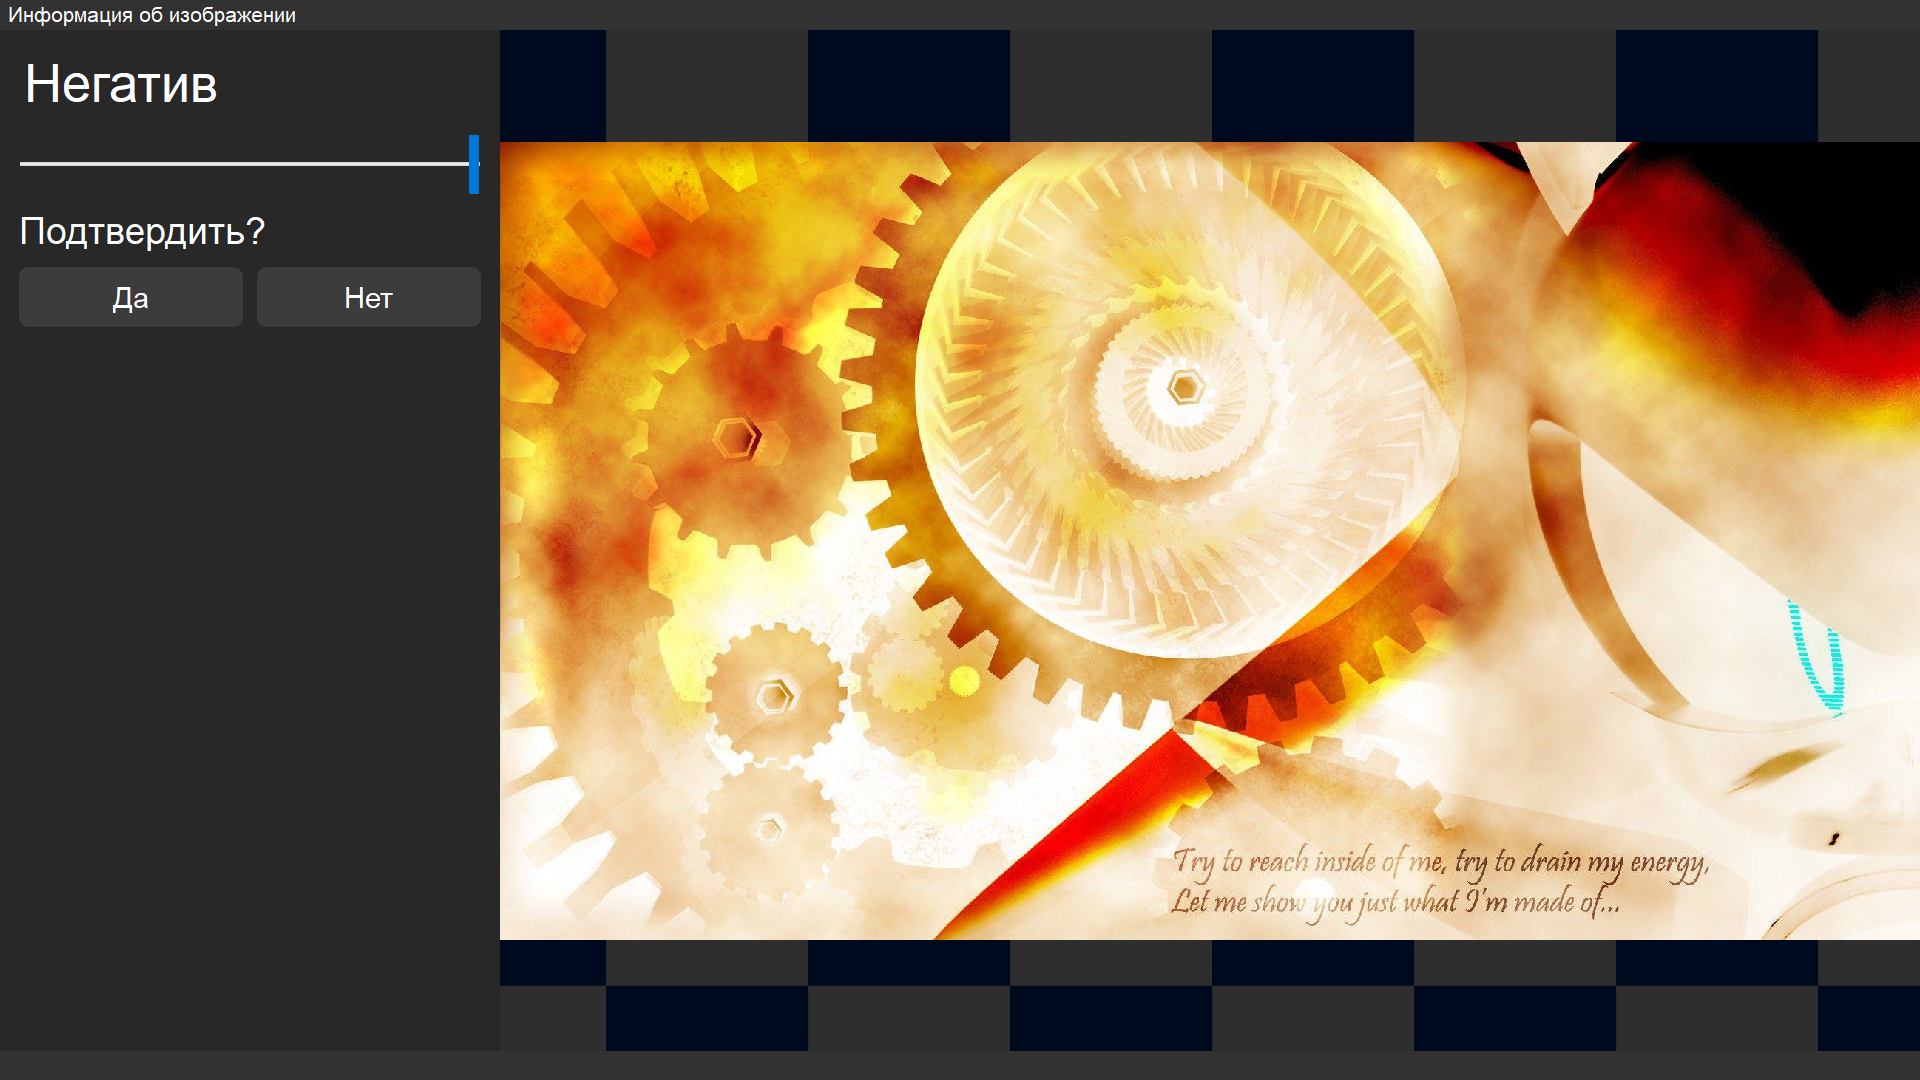 Информация об изображении
Негатив
Подтвердить?
Да
Нет
Try to reach inside of me, try to drain my energy,
Let me show you just what I'm made of...